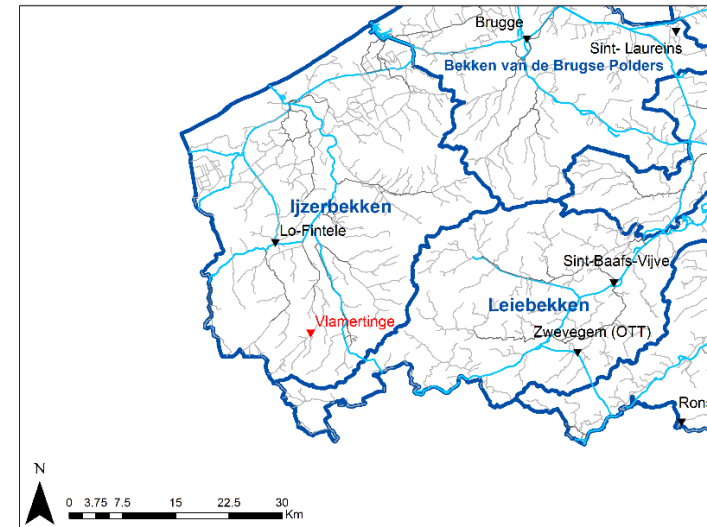 Brugge
Sint- Laureins
Bekken van de Brugse Polders
Ijzerbekken
Lo-Fintele
Sint-Baafs-Vijve
Leiebekken
Vlamertinge
Zwevegem (OTT)
N
0 3.75 7.5 15 22.5 30
Km